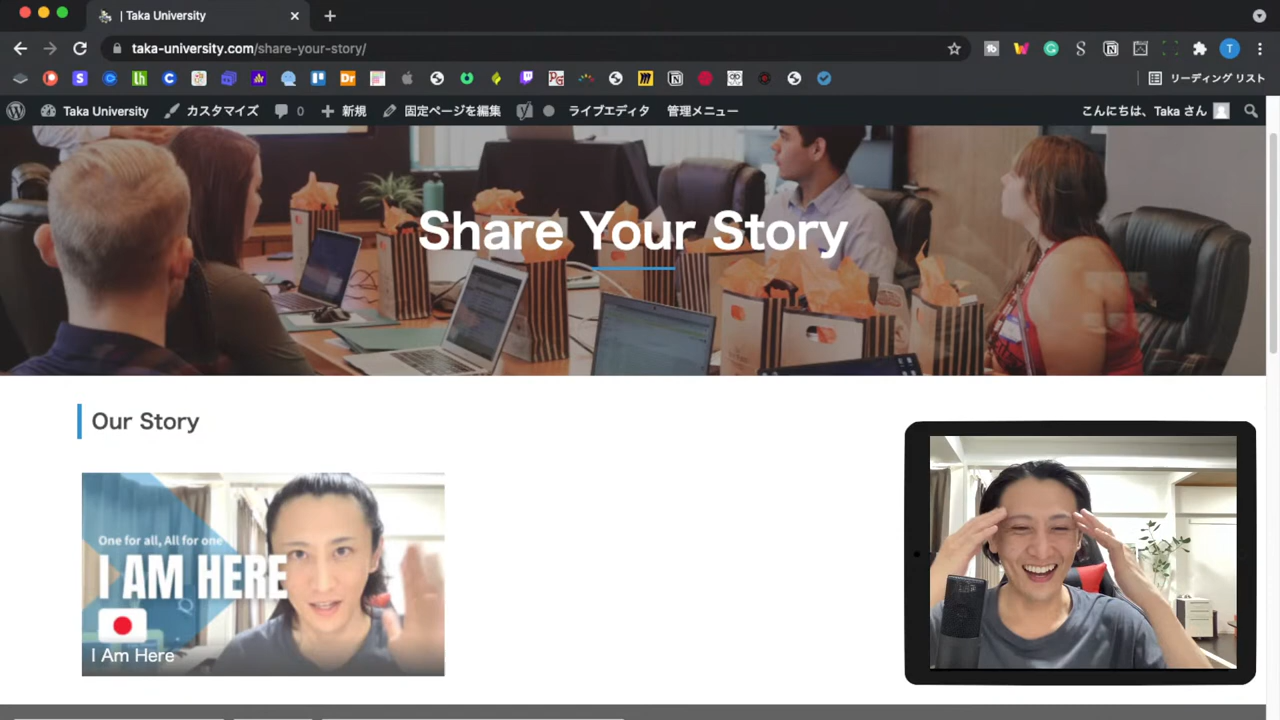 | Taka University
taka-university.com/share-your-story/
リーディング リスト
Taka University
カスタマイズ
0
新規
固定ページを編集
ライブエディタ
管理メニュー
こんにちは、Taka さん
Share Your Story
Our Story
One for all, All for one
I AM HERE
I Am Here